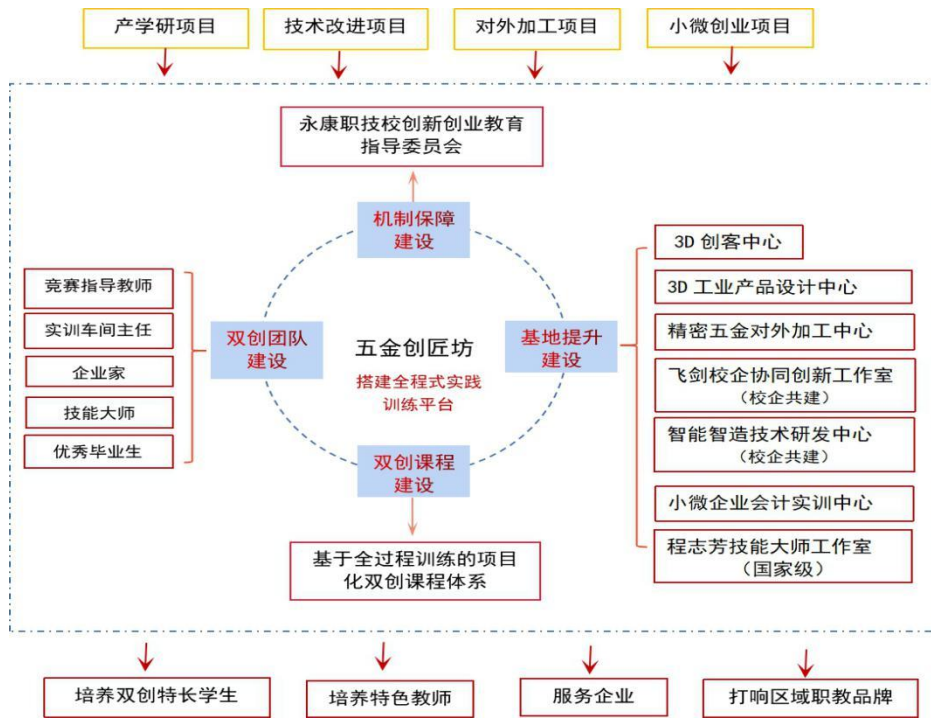 产学研项目
技术改进项目
对外加工项目
小微创业项目
永康职技校创新创业教育
指导委员会
机制保障
建设
竞赛指导教师
实训车间主任
企业家
技能大师
优秀毕业生
双创团队
建设
五金创匠坊
搭建全程式实践
训练平台
基地提升
建设
3D 创客中心
3D 工业产品设计中心
精密五金对外加工中心
飞剑校企协同创新工作室
（校企共建）
智能智造技术研发中心
（校企共建）
小微企业会计实训中心
程志芳技能大师工作室
（国家级）
双创课程
建设
基于全过程训练的项目
化双创课程体系
培养双创特长学生
培养特色教师
服务企业
打响区域职教品牌